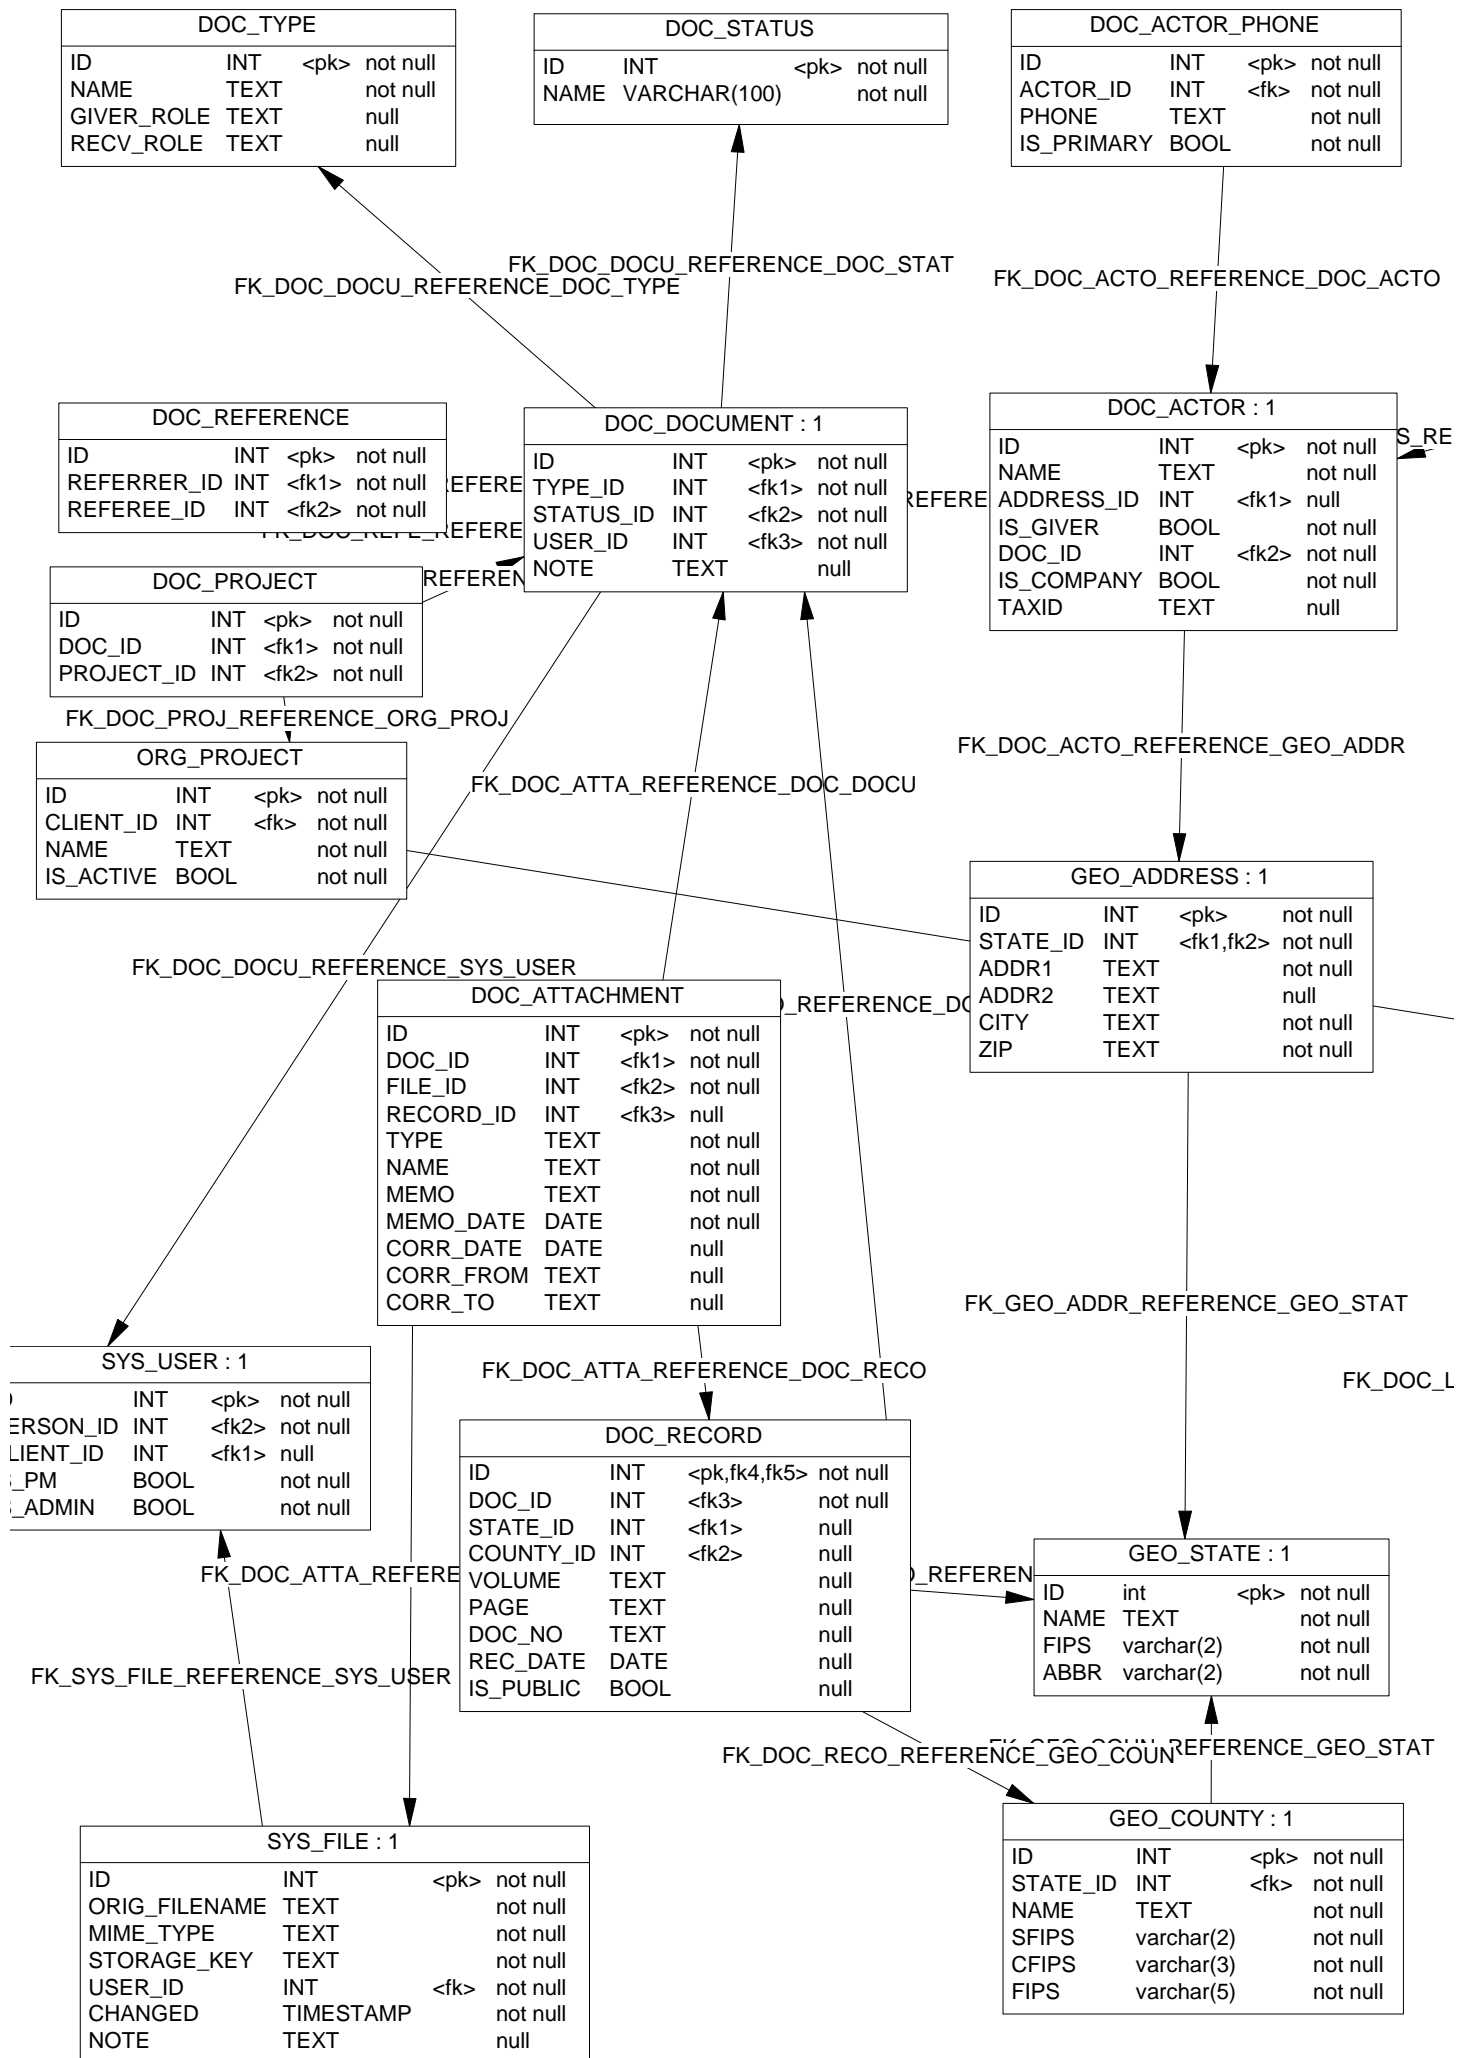 DOC_TYPE
ID INT <pk> not null
NAME TEXT not null
GIVER_ROLE TEXT null
RECV_ROLE TEXT null
DOC_STATUS
ID INT <pk> not null
NAME VARCHAR(100) not null
DOC_ACTOR_PHONE
ID INT <pk> not null
ACTOR_ID INT <fk> not null
PHONE TEXT not null
IS_PRIMARY BOOL not null
FK_DOC_DOCU_REFERENCE_DOC_STAT
FK_DOC_DOCU_REFERENCE_DOC_TYPE
FK_DOC_ACTO_REFERENCE_DOC_ACTO
DOC_REFERENCE
ID INT <pk> not null
REFERRER_ID INT <fk1> not null
REFEREE_ID INT <fk2> not null
EFERE
FK_DOC_REFE_REFERE
DOC_DOCUMENT : 1
ID INT <pk> not null
TYPE_ID INT <fk1> not null
STATUS_ID INT <fk2> not null
USER_ID INT <fk3> not null
NOTE TEXT null
REFERE
DOC_ACTOR : 1
ID INT <pk> not null
NAME TEXT not null
ADDRESS_ID INT <fk1> null
IS_GIVER BOOL not null
DOC_ID INT <fk2> not null
IS_COMPANY BOOL not null
TAXID TEXT null
S_RE
DOC_PROJECT
ID INT <pk> not null
DOC_ID INT <fk1> not null
PROJECT_ID INT <fk2> not null
REFEREN
FK_DOC_PROJ_REFERENCE_ORG_PROJ
ORG_PROJECT
ID INT <pk> not null
CLIENT_ID INT <fk> not null
NAME TEXT not null
IS_ACTIVE BOOL not null
FK_DOC_ATTA_REFERENCE_DOC_DOCU
FK_DOC_ACTO_REFERENCE_GEO_ADDR
GEO_ADDRESS : 1
ID INT <pk> not null
STATE_ID INT <fk1,fk2> not null
ADDR1 TEXT not null
ADDR2 TEXT null
CITY TEXT not null
ZIP TEXT not null
FK_DOC_DOCU_REFERENCE_SYS_USER
DOC_ATTACHMENT
ID INT <pk> not null
DOC_ID INT <fk1> not null
FILE_ID INT <fk2> not null
RECORD_ID INT <fk3> null
TYPE TEXT not null
NAME TEXT not null
MEMO TEXT not null
MEMO_DATE DATE not null
CORR_DATE DATE null
CORR_FROM TEXT null
CORR_TO TEXT null
_REFERENCE_DO
FK_GEO_ADDR_REFERENCE_GEO_STAT
FK_DOC_L
SYS_USER : 1
INT <pk> not null
ERSON_ID INT <fk2> not null
LIENT_ID INT <fk1> null
_PM BOOL not null
_ADMIN BOOL not null
FK_DOC_ATTA_REFERENCE_DOC_RECO
DOC_RECORD
ID INT <pk,fk4,fk5> not null
DOC_ID INT <fk3> not null
STATE_ID INT <fk1> null
COUNTY_ID INT <fk2> null
VOLUME TEXT null
PAGE TEXT null
DOC_NO TEXT null
REC_DATE DATE null
IS_PUBLIC BOOL null
FK_DOC_ATTA_REFERE
_REFEREN
GEO_STATE : 1
ID int <pk> not null
NAME TEXT not null
FIPS varchar(2) not null
ABBR varchar(2) not null
FK_SYS_FILE_REFERENCE_SYS_USER
FK_DOC_RECO_REFERENCE_GEO_COUN
FK_GEO_COUN_REFERENCE_GEO_STAT
GEO_COUNTY : 1
ID INT <pk> not null
STATE_ID INT <fk> not null
NAME TEXT not null
SFIPS varchar(2) not null
CFIPS varchar(3) not null
FIPS varchar(5) not null
SYS_FILE : 1
ID INT <pk> not null
ORIG_FILENAME TEXT not null
MIME_TYPE TEXT not null
STORAGE_KEY TEXT not null
USER_ID INT <fk> not null
CHANGED TIMESTAMP not null
NOTE TEXT null